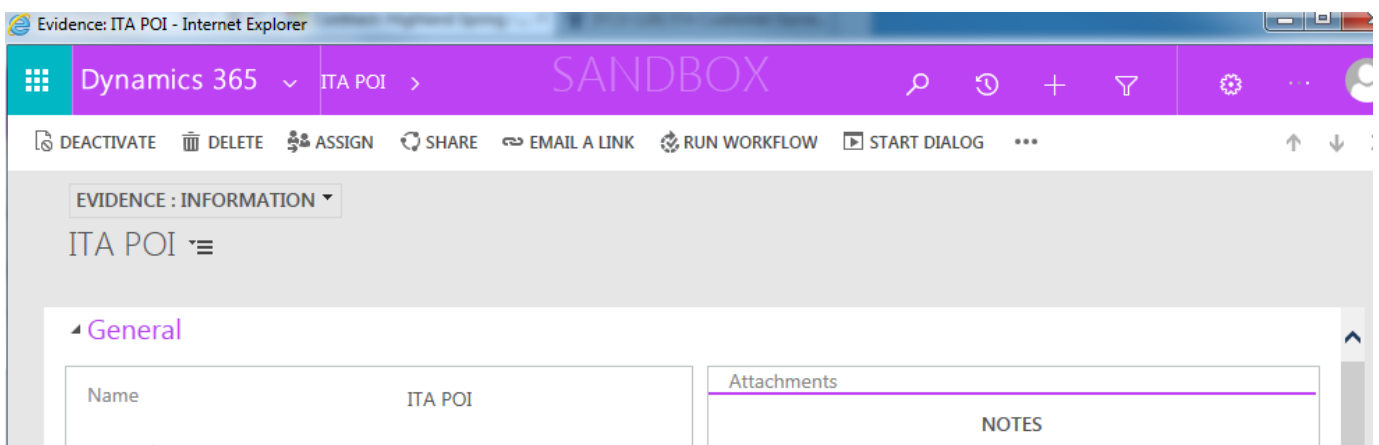 Evidence: ITA POI - Internet Explorer
Dynamics 365 ITA POI > SANDBOX
DEACTIVATE DELETE ASSIGN SHARE EMAIL A LINK RUN WORKFLOW START DIALOG •••
EVIDENCE : INFORMATION
ITA POI
General
Name ITA POI
Attachments
NOTES